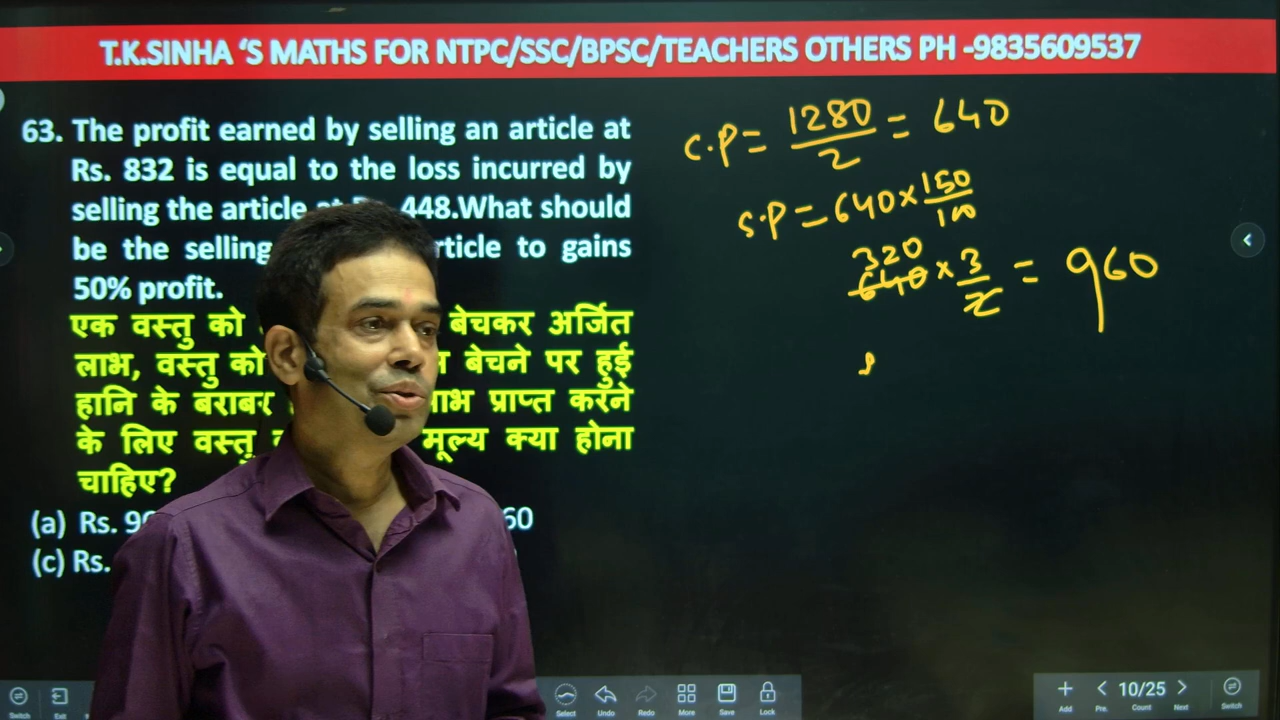 T.K.SINHA ‘S MATHS FOR NTPC/SSC/BPSC/TEACHERS OTHERS PH -9835609537
63. The profit earned by selling an article at
Rs. 832 is equal to the loss incurred by
selling the article at 448.What should
be the selling to gains
50% profit.
एक वस्तु को बेचकर अर्जित
लाभ, वस्तु को बेचने पर हुई
हानि के बराबर प्राप्त करने
के लिए वस्तु मूल्य क्या होना
चाहिए?
(a) Rs.
(c) Rs.
C.P = 1280/2 = 640
S.P = 640 × 150/100
320
640 × 3/2 = 960
Switch
Exit
Select
Undo
Redo
More
Save
Lock
Add
Pre.
10/25
Count
Next
Switch